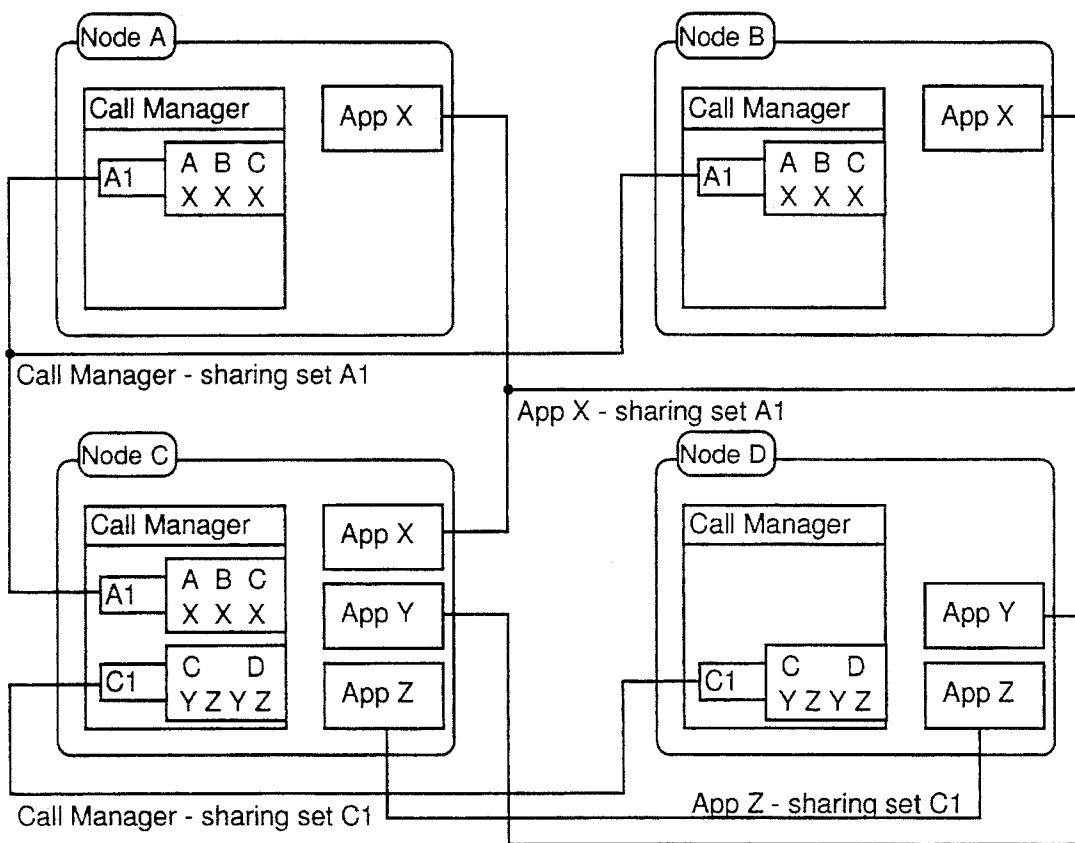 Node A
Call Manager
App X
A1
A B C
X X X
Node B
Call Manager
App X
A1
A B C
X X X
Call Manager - sharing set A1
App X - sharing set A1
Node C
Call Manager
App X
A1
A B C
X X X
App Y
C1
C D
Y Z Y Z
App Z
Node D
Call Manager
App Y
C1
C D
Y Z Y Z
App Z
Call Manager - sharing set C1
App Z - sharing set C1